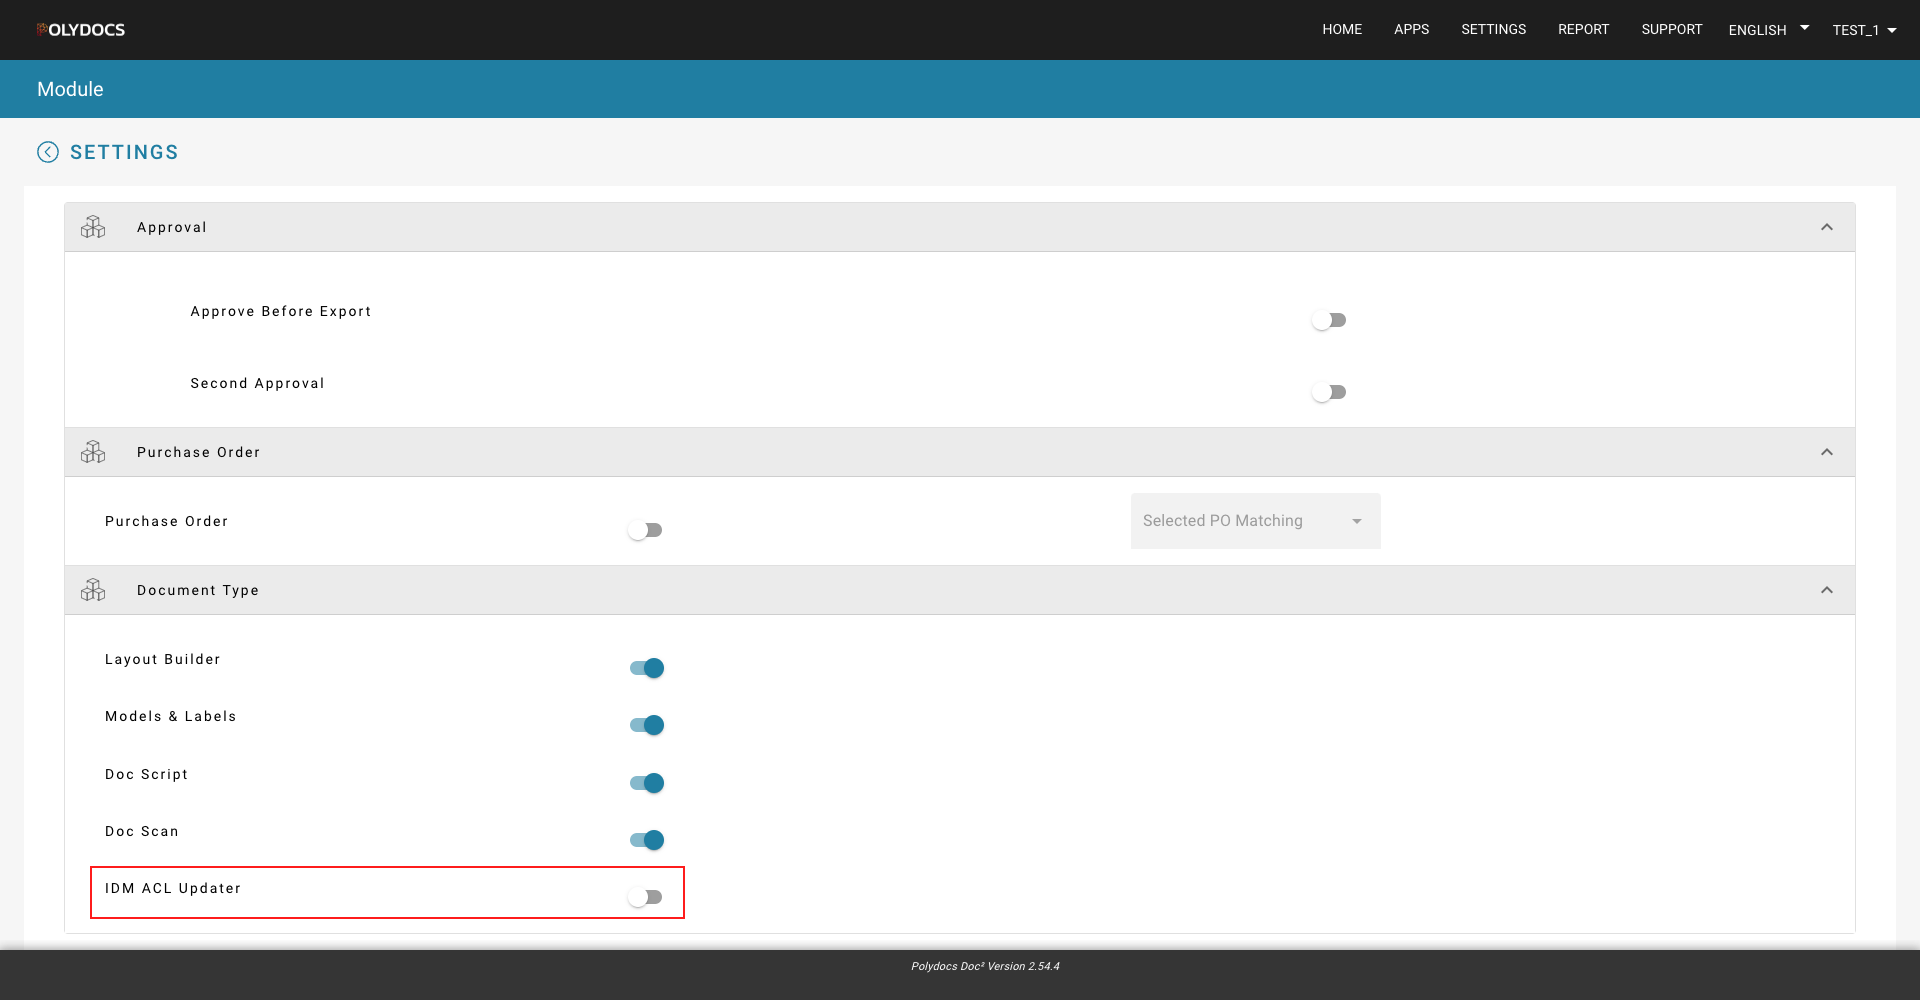 POLYDOCS
HOME APPS SETTINGS REPORT SUPPORT ENGLISH TEST_1
Module
SETTINGS
Approval
Approve Before Export
Second Approval
Purchase Order
Purchase Order Selected PO Matching
Document Type
Layout Builder
Models & Labels
Doc Script
Doc Scan
IDM ACL Updater
Polydocs Doc² Version 2.54.4